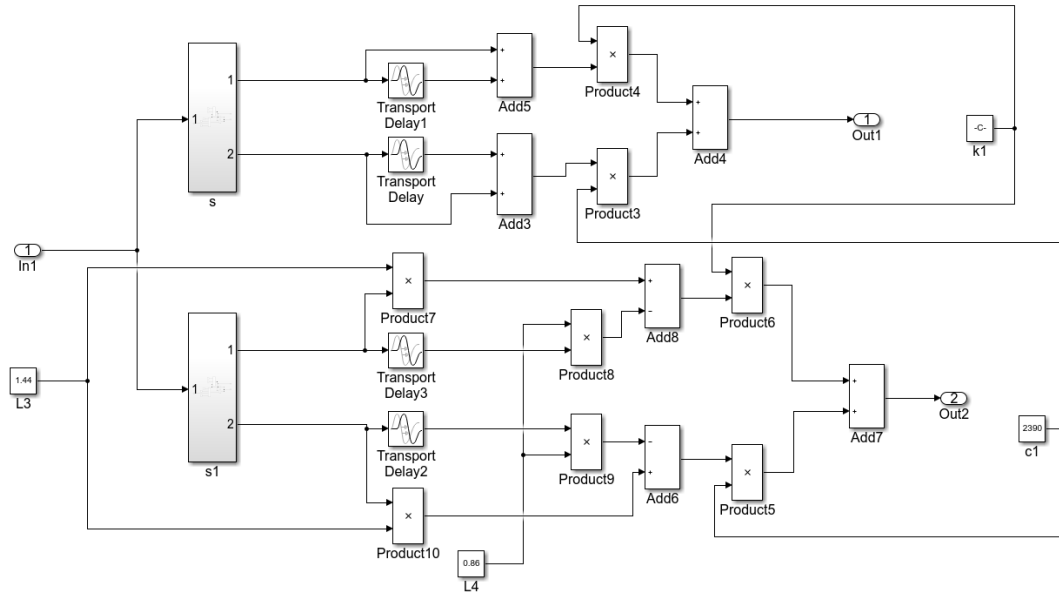 1
2
1
s
Transport
Delay1
+
+
Add5
×
Product4
Transport
Delay
+
+
Add3
×
Product3
+
+
Add4
1
Out1
-C-
k1
1
In1
×
Product7
+
−
Add8
×
Product6
1
2
1
s1
Transport
Delay3
×
Product8
1.44
L3
Transport
Delay2
×
Product9
−
+
Add6
×
Product5
+
+
Add7
2
Out2
2390
c1
×
Product10
0.86
L4